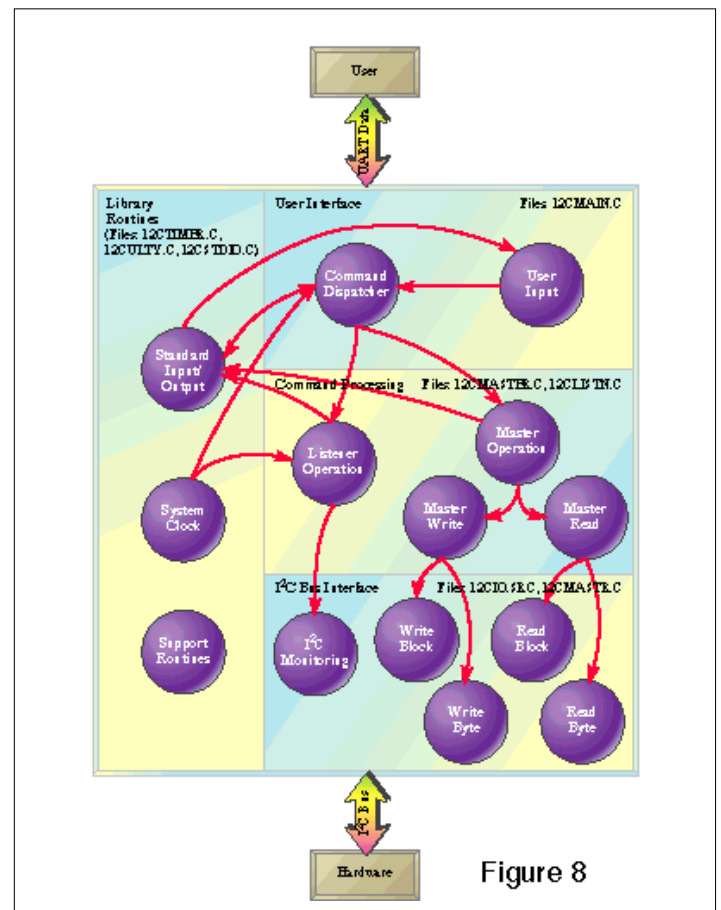 User
UART Data
Library
Routines
(Files: I2CTIMER.C,
I2CULTY.C, I2CSTDIO.C)
User Interface
Files: I2CMAIN.C
Command
Dispatcher
User
Input
Standard
Input/
Output
Command Processing
Files: I2CMASTER.C, I2CLISTN.C
Listener
Operation
Master
Operation
System
Clock
Master
Write
Master
Read
I²C Bus Interface
Files: I2CIO.SRC, I2CMASTR.C
Support
Routines
I²C
Monitoring
Write
Block
Read
Block
Write
Byte
Read
Byte
I²C Bus
Hardware
Figure 8